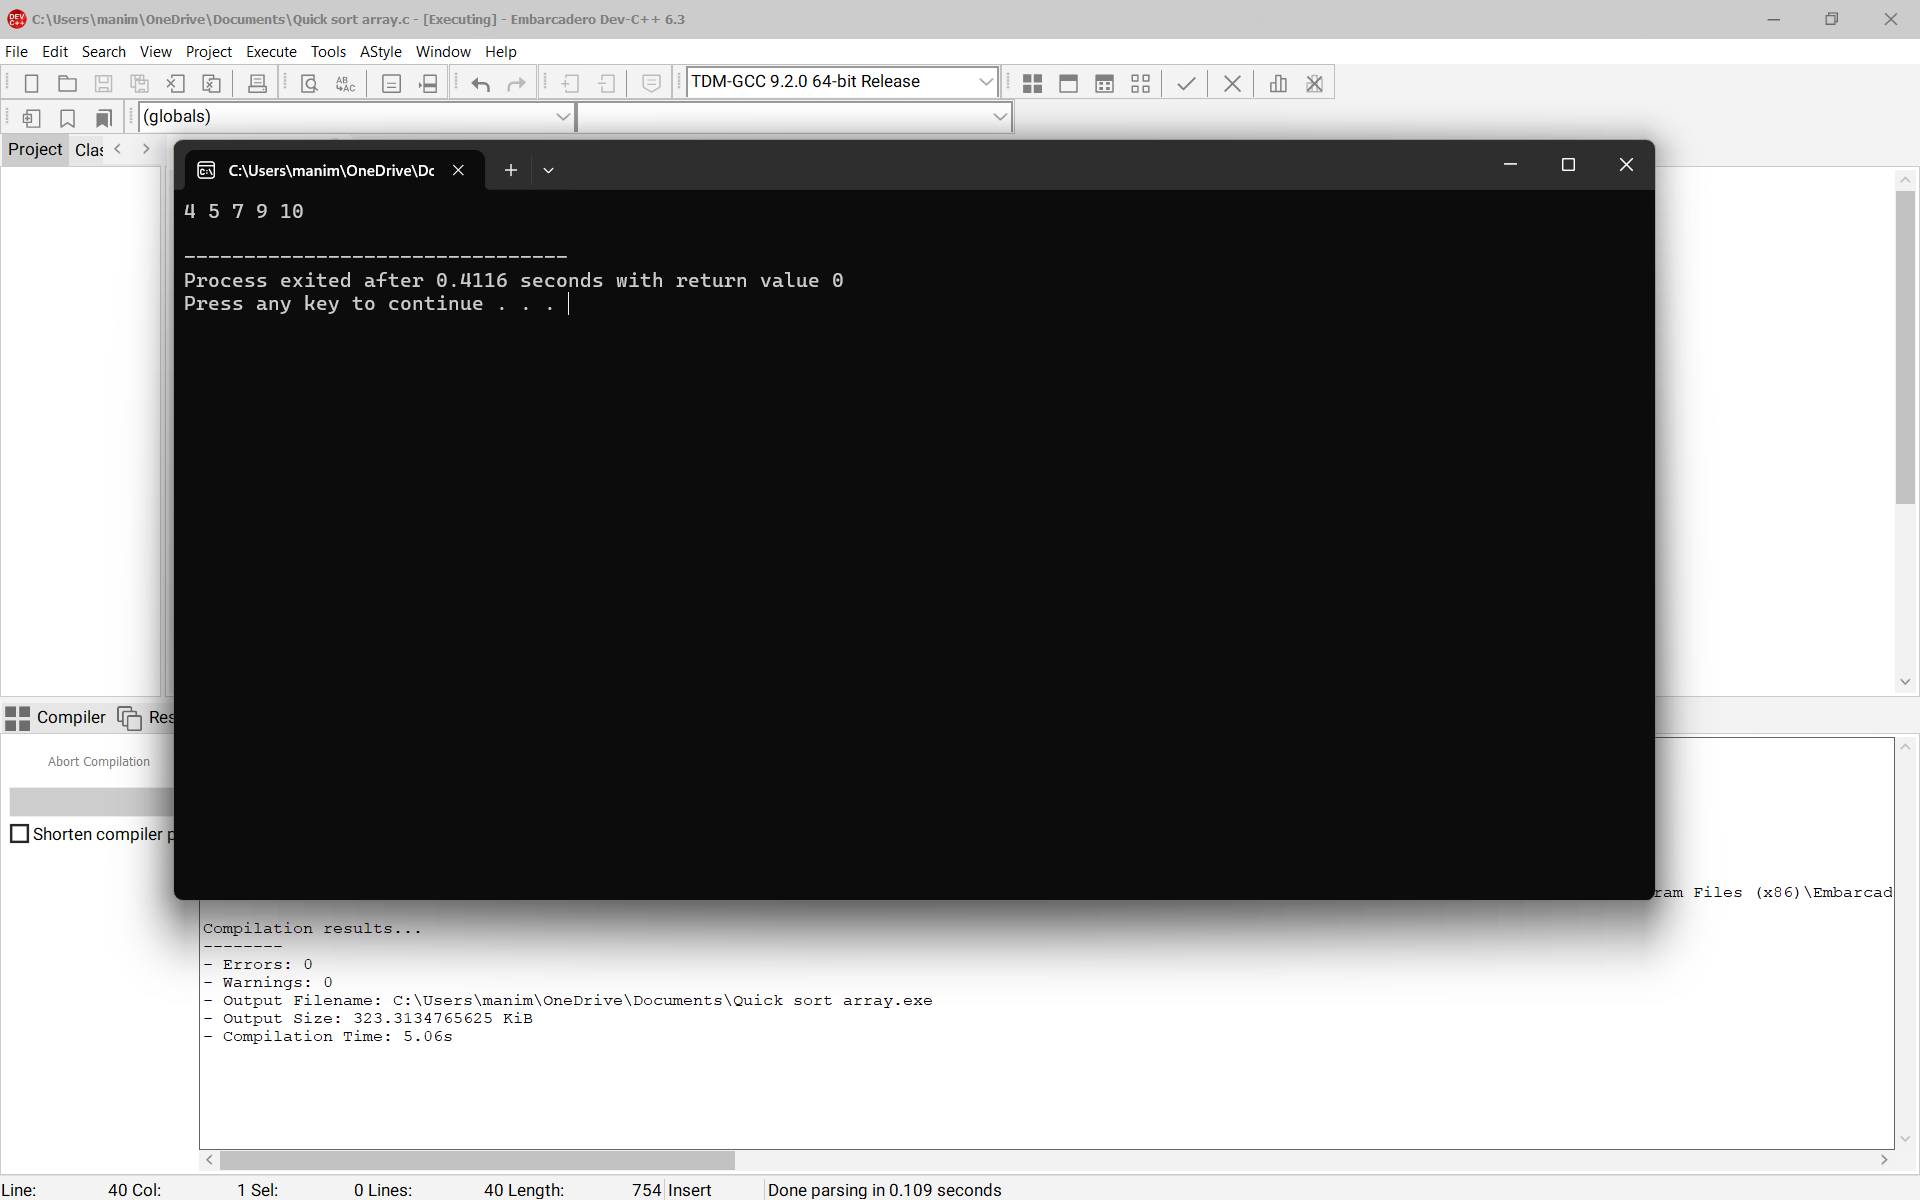 C:\Users\manim\OneDrive\Documents\Quick sort array.c - [Executing] - Embarcadero Dev-C++ 6.3
File Edit Search View Project Execute Tools AStyle Window Help
TDM-GCC 9.2.0 64-bit Release
(globals)
Project Clas
C:\Users\manim\OneDrive\Dc
4 5 7 9 10
--------------------------------
Process exited after 0.4116 seconds with return value 0
Press any key to continue . . .
Compiler Res
Abort Compilation
Shorten compiler p
ram Files (x86)\Embarcad
Compilation results...
--------
- Errors: 0
- Warnings: 0
- Output Filename: C:\Users\manim\OneDrive\Documents\Quick sort array.exe
- Output Size: 323.3134765625 KiB
- Compilation Time: 5.06s
Line: 40 Col: 1 Sel: 0 Lines: 40 Length: 754 Insert Done parsing in 0.109 seconds